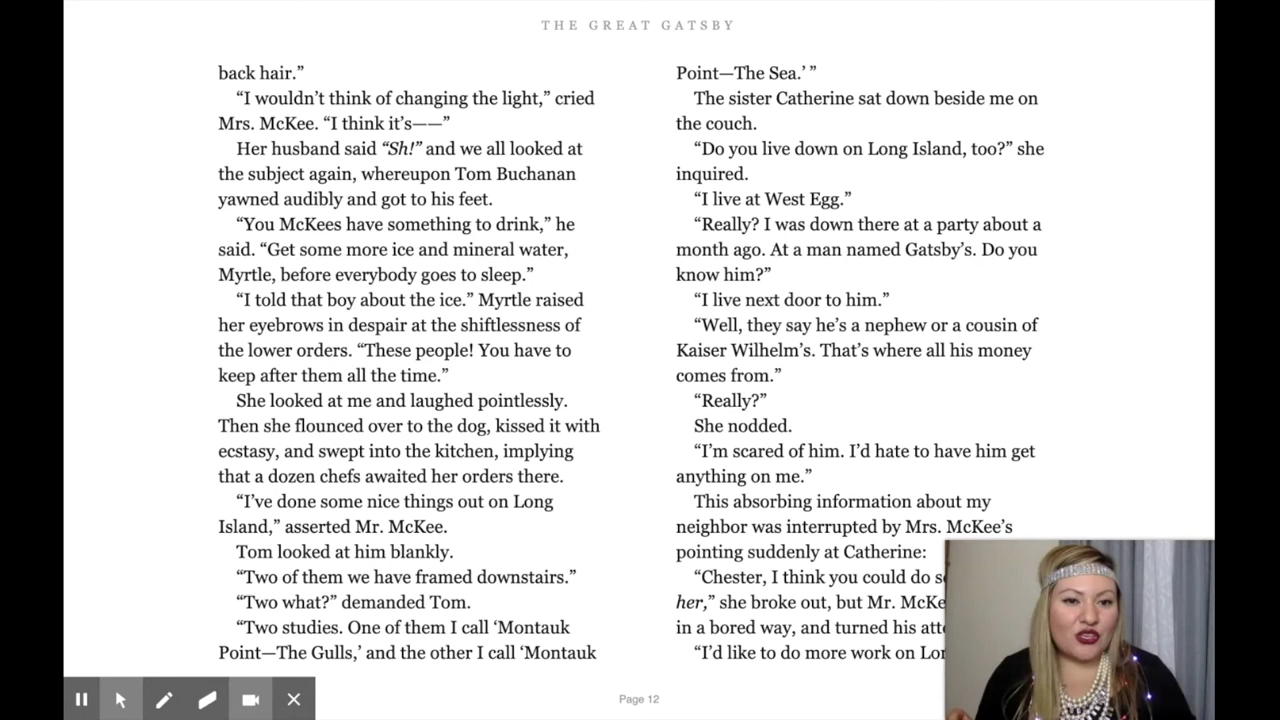 THE GREAT GATSBY
back hair.”
“I wouldn’t think of changing the light,” cried
Mrs. McKee. “I think it’s——”
Her husband said “Sh!” and we all looked at
the subject again, whereupon Tom Buchanan
yawned audibly and got to his feet.
“You McKees have something to drink,” he
said. “Get some more ice and mineral water,
Myrtle, before everybody goes to sleep.”
“I told that boy about the ice.” Myrtle raised
her eyebrows in despair at the shiftlessness of
the lower orders. “These people! You have to
keep after them all the time.”
She looked at me and laughed pointlessly.
Then she flounced over to the dog, kissed it with
ecstasy, and swept into the kitchen, implying
that a dozen chefs awaited her orders there.
“I’ve done some nice things out on Long
Island,” asserted Mr. McKee.
Tom looked at him blankly.
“Two of them we have framed downstairs.”
“Two what?” demanded Tom.
“Two studies. One of them I call ‘Montauk
Point—The Gulls,’ and the other I call ‘Montauk
Point—The Sea.’ ”
The sister Catherine sat down beside me on
the couch.
“Do you live down on Long Island, too?” she
inquired.
“I live at West Egg.”
“Really? I was down there at a party about a
month ago. At a man named Gatsby’s. Do you
know him?”
“I live next door to him.”
“Well, they say he’s a nephew or a cousin of
Kaiser Wilhelm’s. That’s where all his money
comes from.”
“Really?”
She nodded.
“I’m scared of him. I’d hate to have him get
anything on me.”
This absorbing information about my
neighbor was interrupted by Mrs. McKee’s
pointing suddenly at Catherine:
“Chester, I think you could do
her,” she broke out, but Mr.
in a bored way, and turned his
“I’d like to do more work on
Page 12